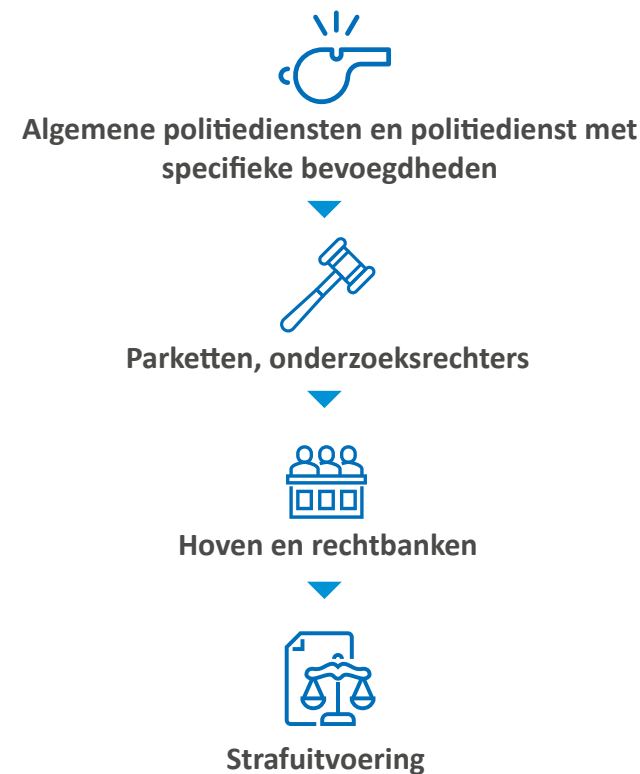 Algemene politiediensten en politiedienst met
specifieke bevoegdheden
Parketten, onderzoeksrechters
Hoven en rechtbanken
Strafuitvoering